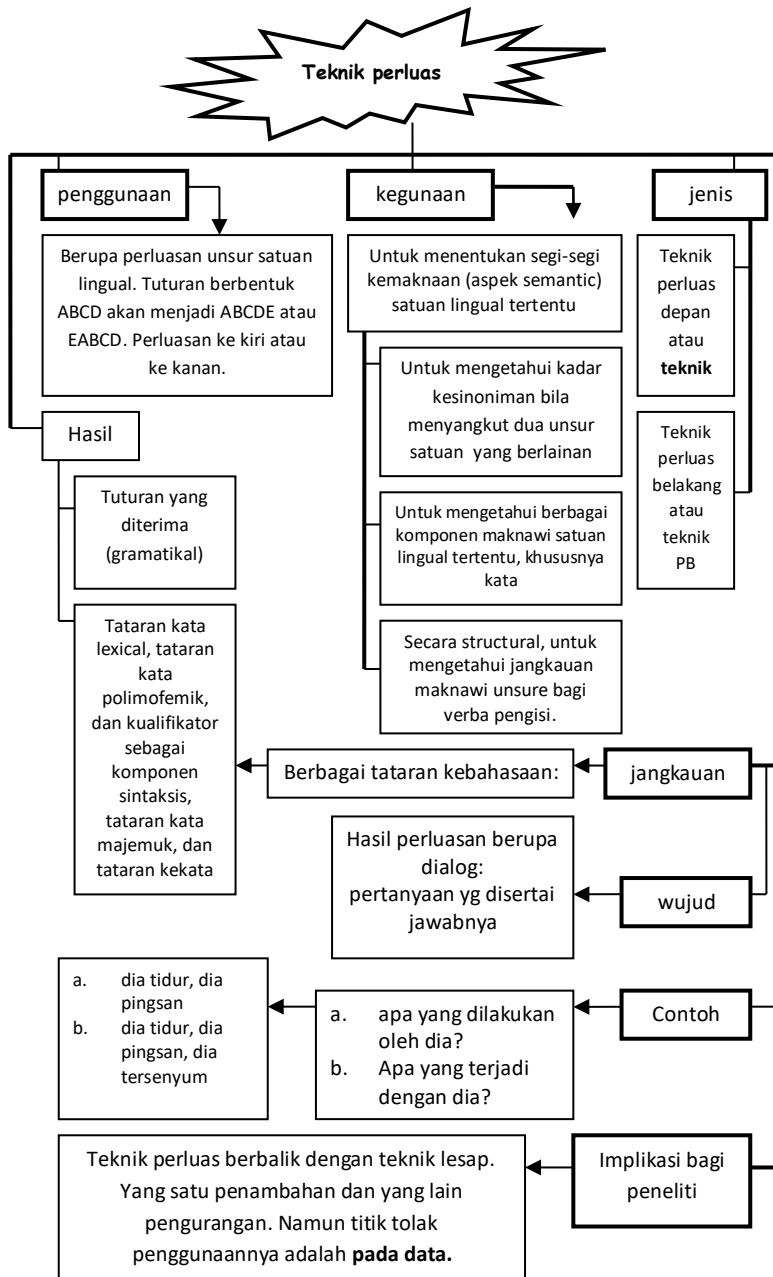 Teknik perluas
penggunaan
kegunaan
jenis
Berupa perluasan unsur satuan
lingual. Tuturan berbentuk
ABCD akan menjadi ABCDE atau
EABCD. Perluasan ke kiri atau
ke kanan.
Untuk menentukan segi-segi
kemaknaan (aspek semantic)
satuan lingual tertentu
Teknik
perluas
depan
atau
teknik
Untuk mengetahui kadar
kesinoniman bila
menyangkut dua unsur
satuan yang berlainan
Teknik
perluas
belakang
atau
teknik
PB
Hasil
Tuturan yang
diterima
(gramatikal)
Untuk mengetahui berbagai
komponen maknawi satuan
lingual tertentu, khususnya
kata
Tataran kata
lexical, tataran
kata
polimofemik,
dan kualifikator
sebagai
komponen
sintaksis,
tataran kata
majemuk, dan
tataran kekata
Secara structural, untuk
mengetahui jangkauan
maknawi unsure bagi
verba pengisi.
Berbagai tataran kebahasaan:
jangkauan
Hasil perluasan berupa
dialog:
pertanyaan yg disertai
jawabnya
wujud
a. dia tidur, dia
pingsan
b. dia tidur, dia
pingsan, dia
tersenyum
a. apa yang dilakukan
oleh dia?
b. Apa yang terjadi
dengan dia?
Contoh
Teknik perluas berbalik dengan teknik lesap.
Yang satu penambahan dan yang lain
pengurangan. Namun titik tolak
penggunaannya adalah pada data.
Implikasi bagi
peneliti